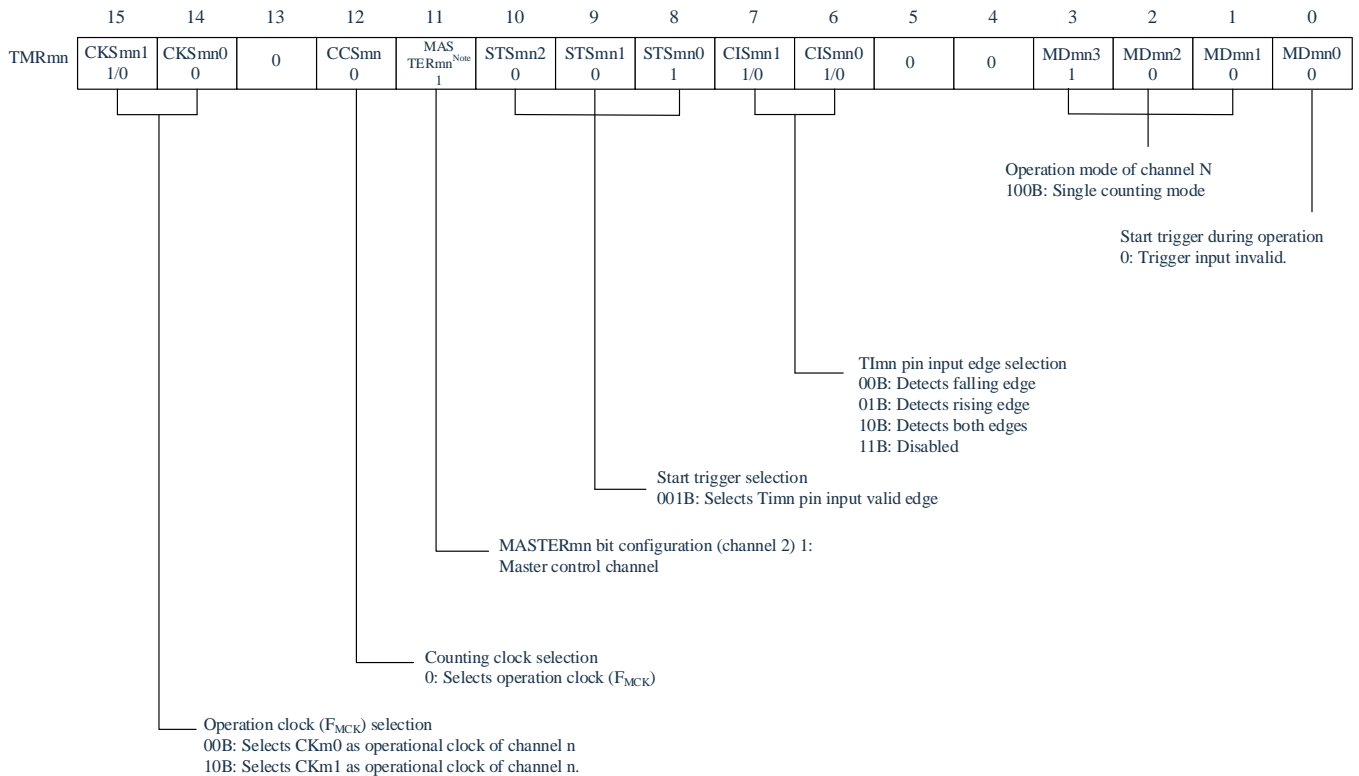 15 14 13 12 11 10 9 8 7 6 5 4 3 2 1 0
TMRmn CKSmn1 CKSmn0 0 CCSmn MAS STSmn2 STSmn1 STSmn0 CISmn1 CISmn0 0 0 MDmn3 MDmn2 MDmn1 MDmn0
TERmnNote
1/0 0 0 1 0 0 1 1/0 1/0 1 0 0 0
Operation mode of channel N
100B: Single counting mode
Start trigger during operation
0: Trigger input invalid.
TImn pin input edge selection
00B: Detects falling edge
01B: Detects rising edge
10B: Detects both edges
11B: Disabled
Start trigger selection
001B: Selects Timn pin input valid edge
MASTERmn bit configuration (channel 2) 1:
Master control channel
Counting clock selection
0: Selects operation clock (FMCK)
Operation clock (FMCK) selection
00B: Selects CKm0 as operational clock of channel n
10B: Selects CKm1 as operational clock of channel n.